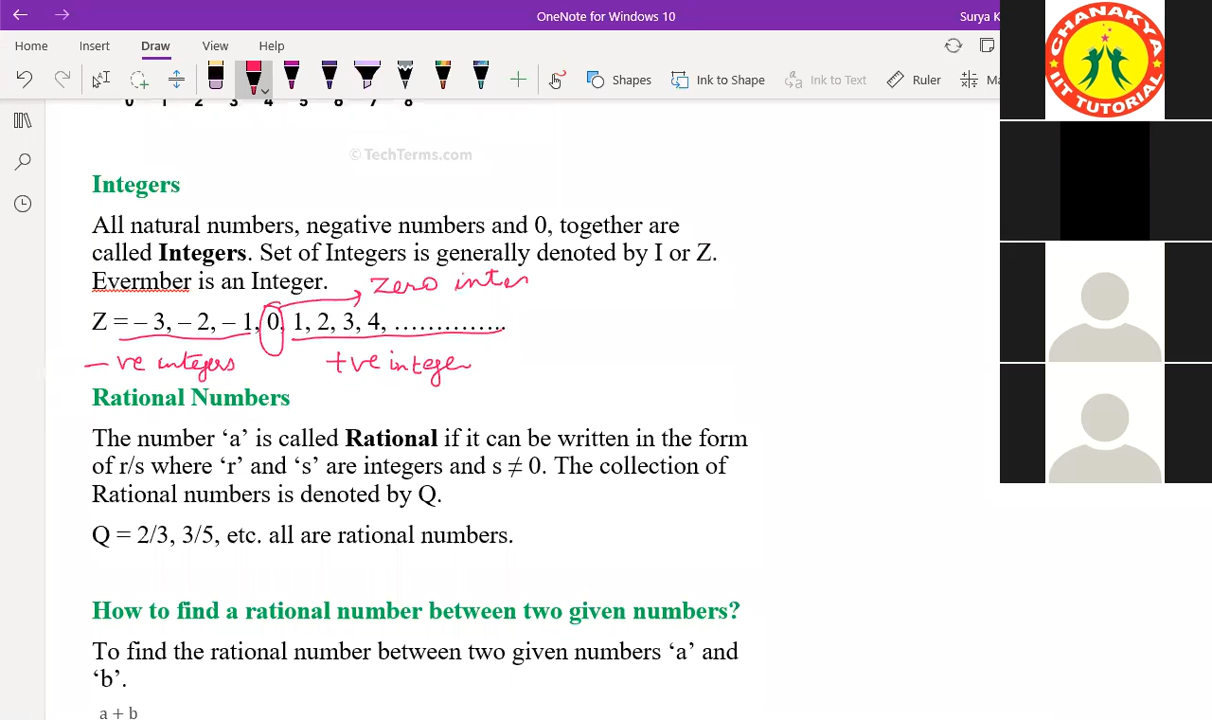 OneNote for Windows 10
Surya K
Home Insert Draw View Help
Shapes Ink to Shape Ink to Text Ruler Ma
0 1 2 3 4 5 6 7 8
© TechTerms.com
CHANAKYA
IIT TUTORIAL
Integers
All natural numbers, negative numbers and 0, together are
called Integers. Set of Integers is generally denoted by I or Z.
Evermber is an Integer.
zero inten
Z = – 3, – 2, – 1, 0, 1, 2, 3, 4, …………..
– ve integers +ve integer
Rational Numbers
The number ‘a’ is called Rational if it can be written in the form
of r/s where ‘r’ and ‘s’ are integers and s ≠ 0. The collection of
Rational numbers is denoted by Q.
Q = 2/3, 3/5, etc. all are rational numbers.
How to find a rational number between two given numbers?
To find the rational number between two given numbers ‘a’ and
‘b’.
a + b